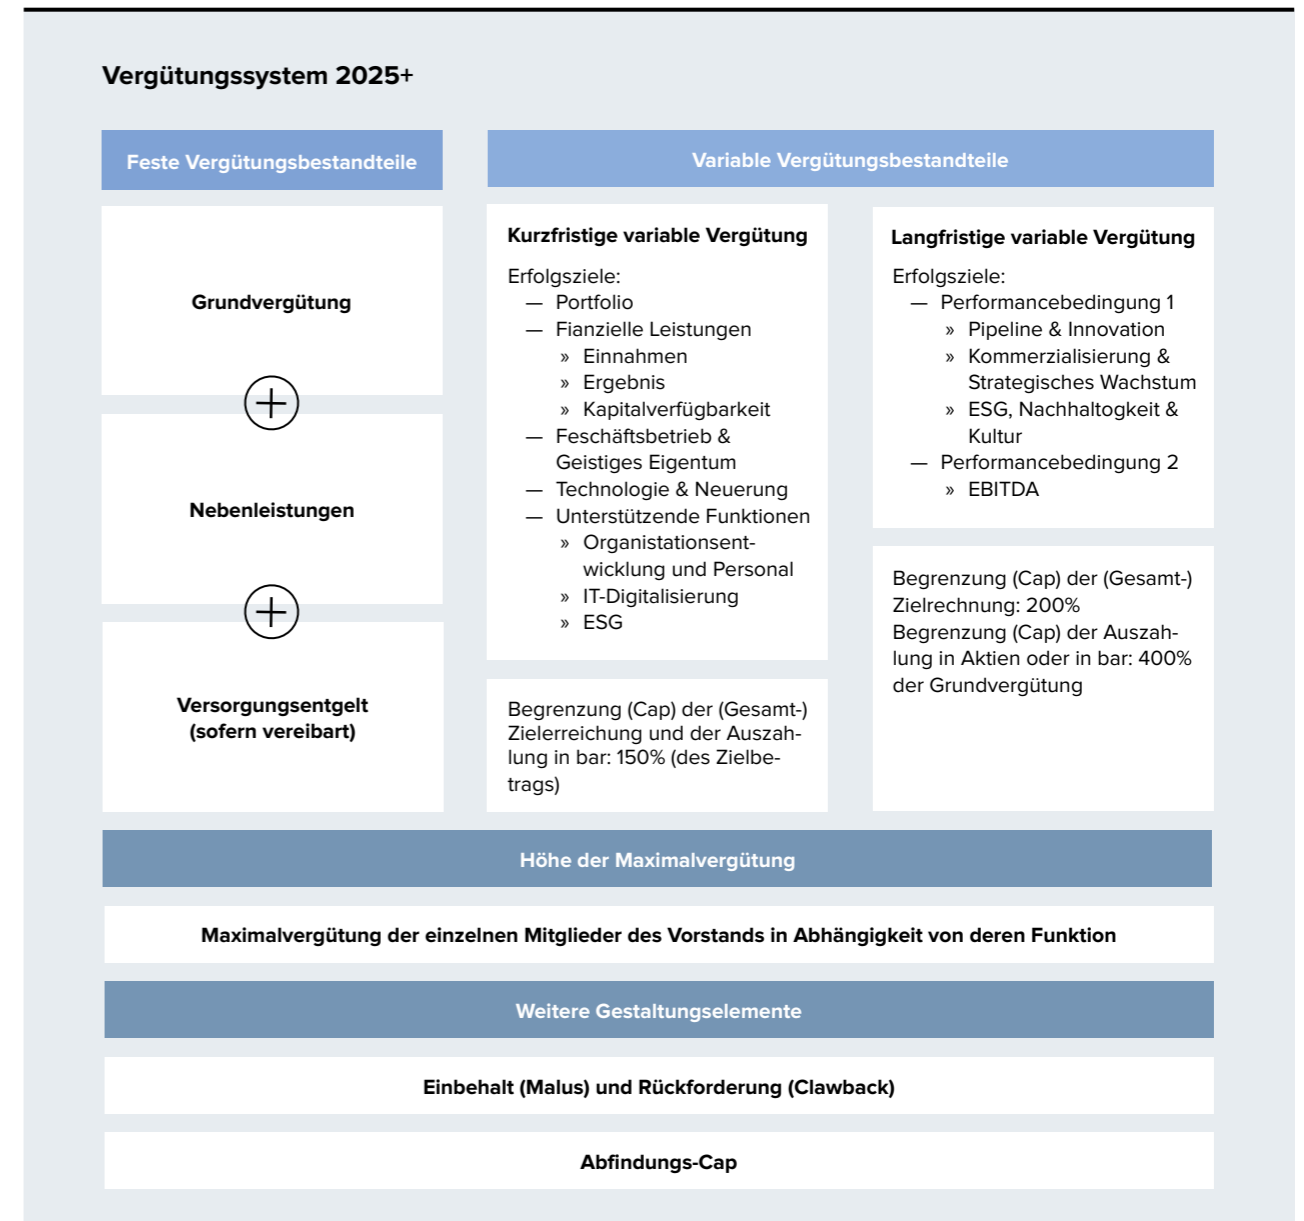 Vergütungssystem 2025+
Feste Vergütungsbestandteile
Grundvergütung
Nebenleistungen
Versorgungsentgelt
(sofern vereibart)
Variable Vergütungsbestandteile
Kurzfristige variable Vergütung
Erfolgsziele:
— Portfolio
— Fianzielle Leistungen
» Einnahmen
» Ergebnis
» Kapitalverfügbarkeit
— Feschäftsbetrieb &
Geistiges Eigentum
— Technologie & Neuerung
— Unterstützende Funktionen
» Organistationsent-
wicklung und Personal
» IT-Digitalisierung
» ESG
Begrenzung (Cap) der (Gesamt-)
Zielerreichung und der Auszah-
lung in bar: 150% (des Zielbe-
trags)
Langfristige variable Vergütung
Erfolgsziele:
— Performancebedingung 1
» Pipeline & Innovation
» Kommerzialisierung &
Strategisches Wachstum
» ESG, Nachhaltogkeit &
Kultur
— Performancebedingung 2
» EBITDA
Begrenzung (Cap) der (Gesamt-)
Zielrechnung: 200%
Begrenzung (Cap) der Auszah-
lung in Aktien oder in bar: 400%
der Grundvergütung
Höhe der Maximalvergütung
Maximalvergütung der einzelnen Mitglieder des Vorstands in Abhängigkeit von deren Funktion
Weitere Gestaltungselemente
Einbehalt (Malus) und Rückforderung (Clawback)
Abfindungs-Cap